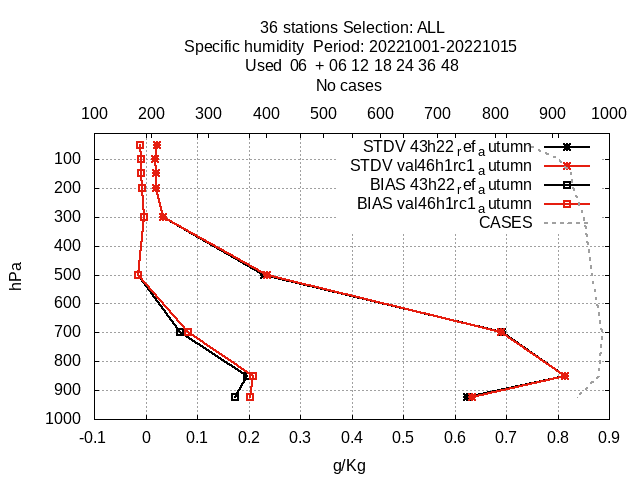 36 stations Selection: ALL
Specific humidity  Period: 20221001-20221015
Used  06  + 06 12 18 24 36 48
No cases
100 200 300 400 500 600 700 800 900 1000
STDV 43h22_ref_autumn
STDV val46h1rc1_autumn
BIAS 43h22_ref_autumn
BIAS val46h1rc1_autumn
CASES
100
200
300
400
500
600
700
800
900
1000
hPa
-0.1 0 0.1 0.2 0.3 0.4 0.5 0.6 0.7 0.8 0.9
g/Kg